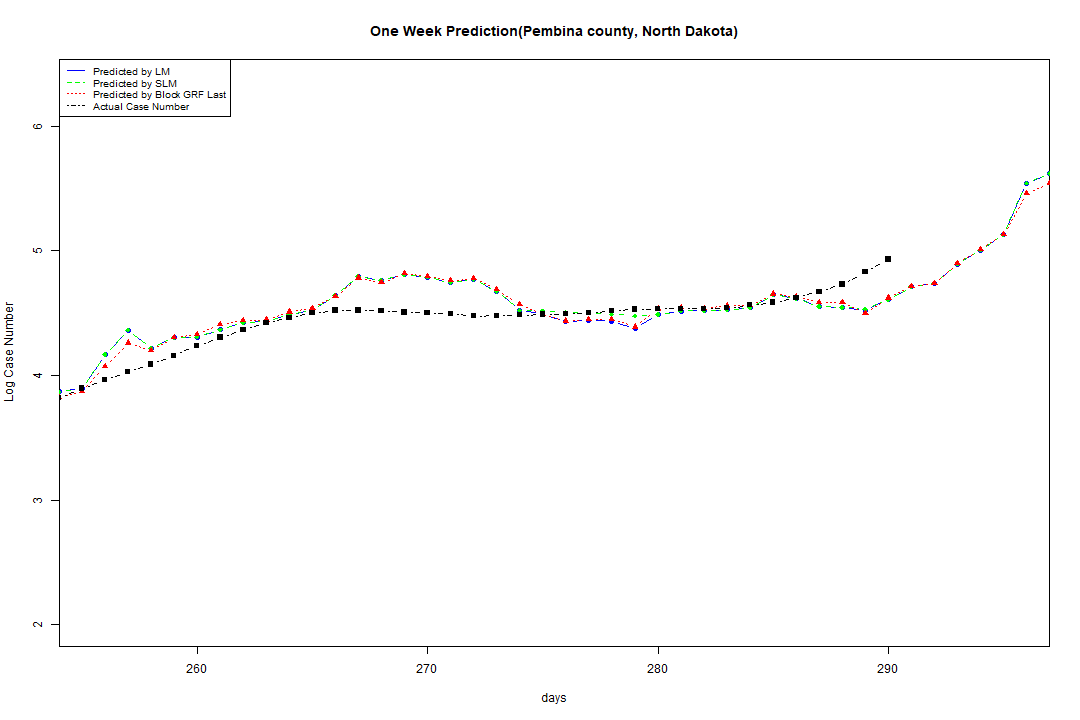 One Week Prediction(Pembina county, North Dakota)
Predicted by LM
Predicted by SLM
Predicted by Block GRF Last
Actual Case Number
6
5
4
3
2
Log Case Number
260 270 280 290
days